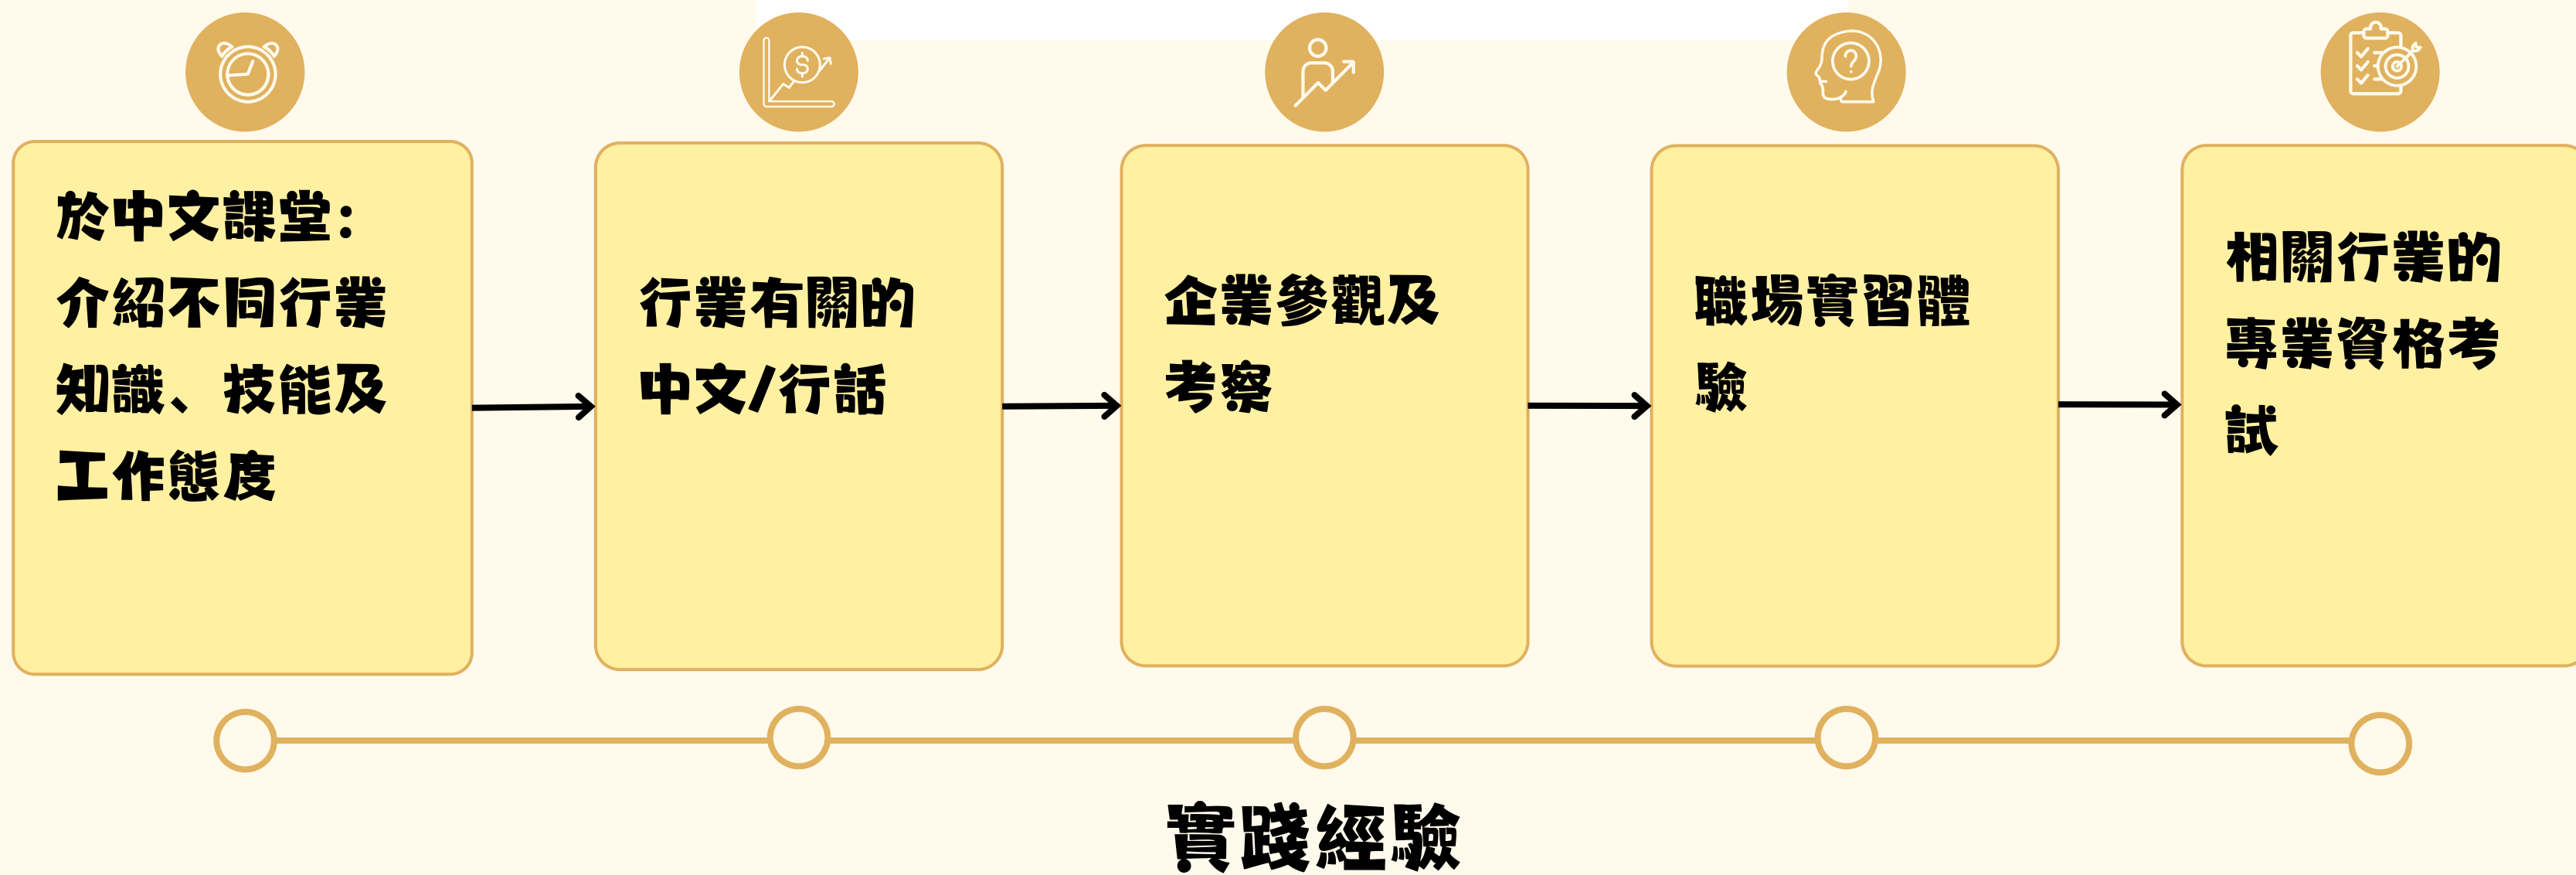 於中文課堂：
介紹不同行業
知識、技能及
工作態度
行業有關的
中文/行話
企業參觀及
考察
職場實習體
驗
相關行業的
專業資格考
試
實踐經驗